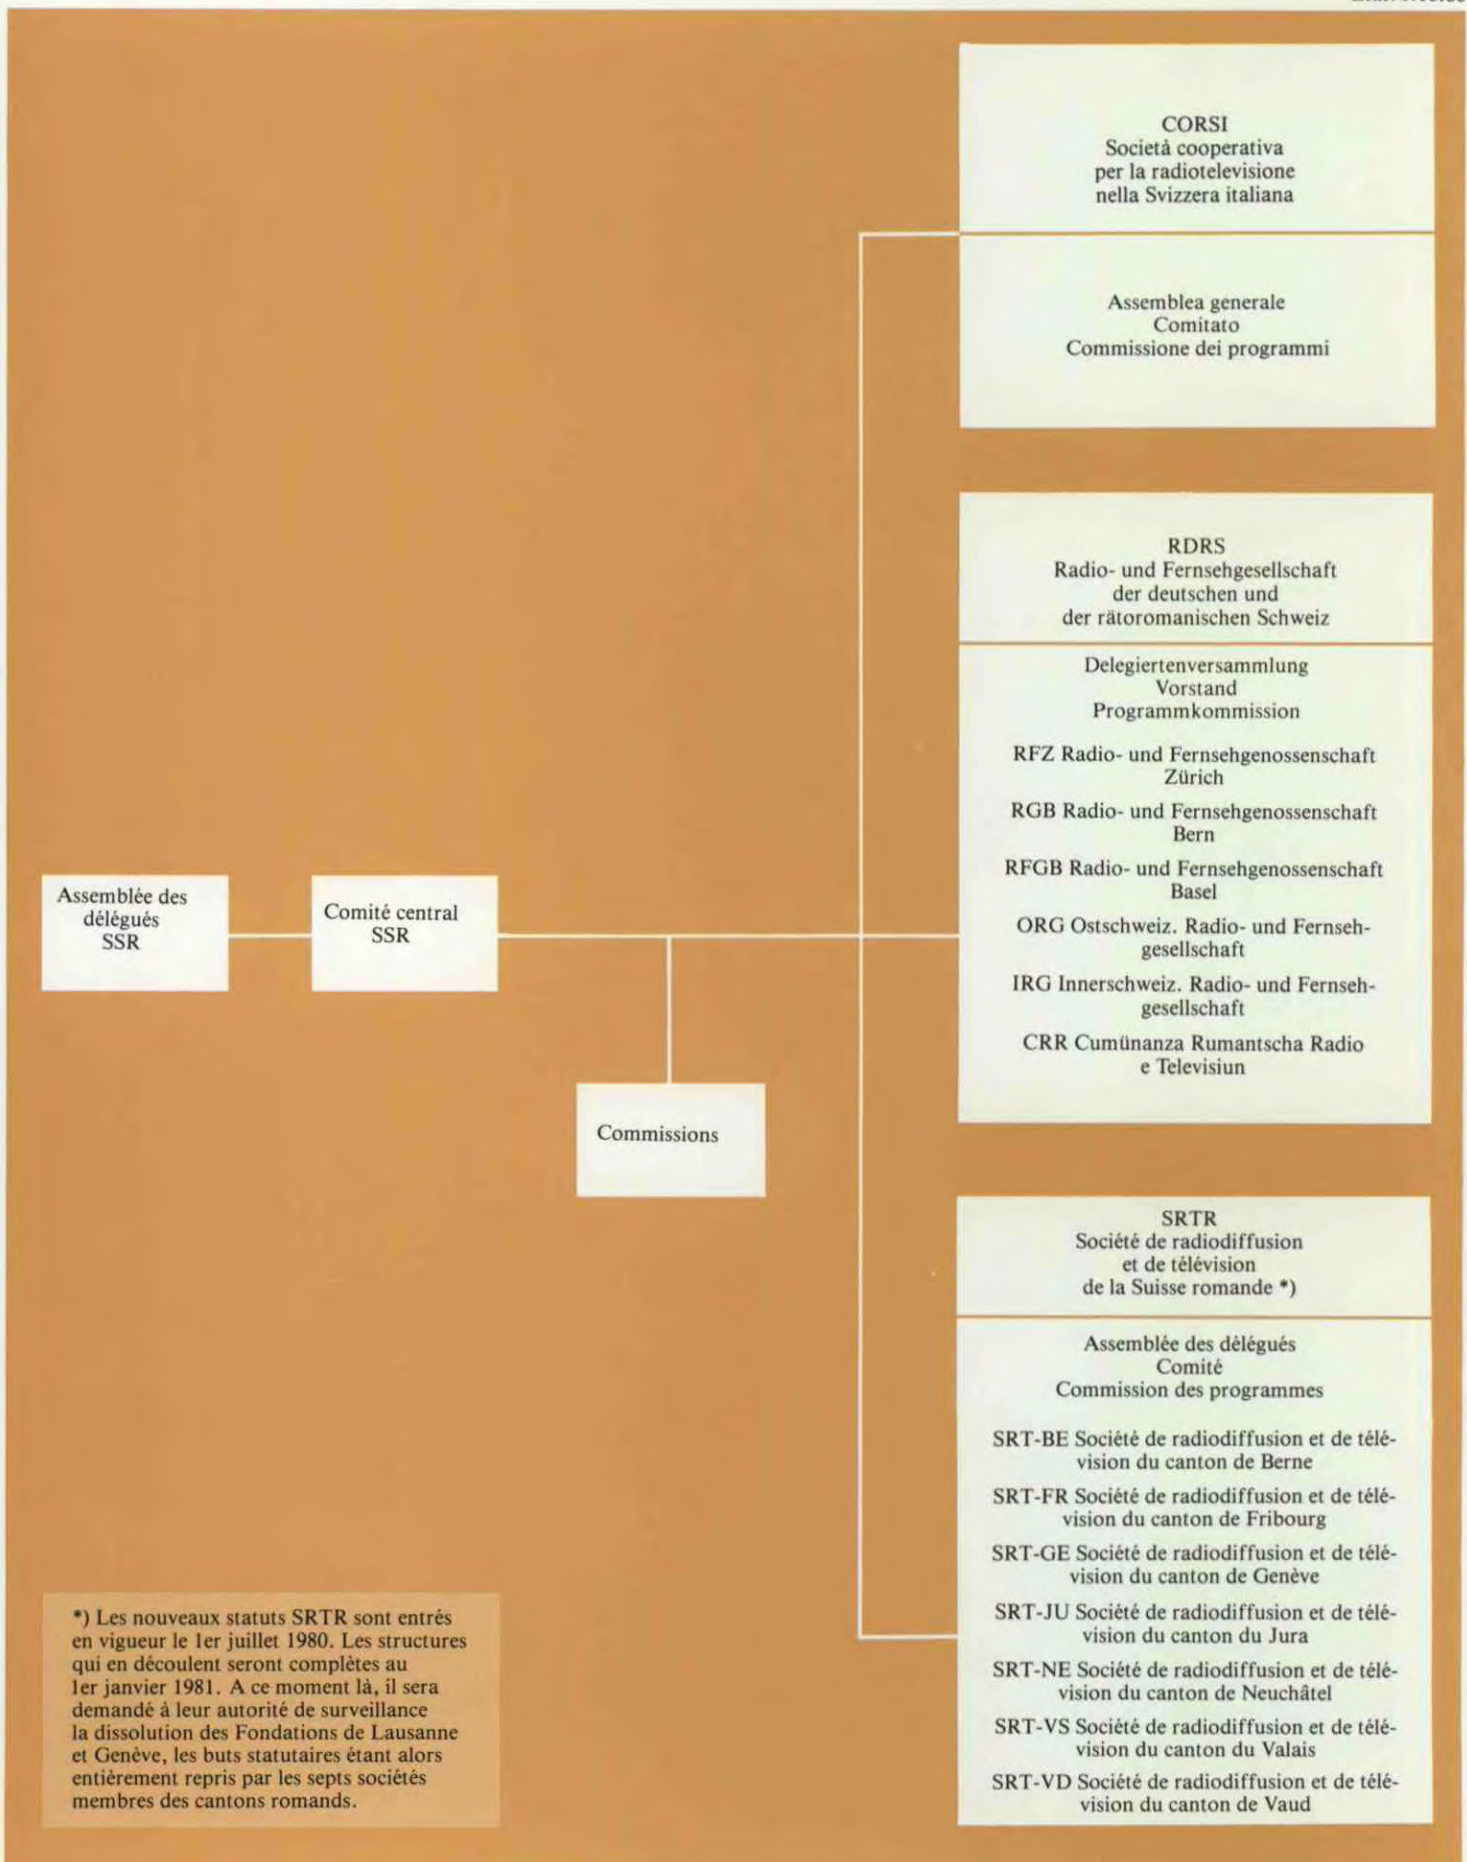 CORSI
Società cooperativa
per la radiotelevisione
nella Svizzera italiana
Assemblea generale
Comitato
Commissione dei programmi
RDRS
Radio- und Fernsehgesellschaft
der deutschen und
der rätoromanischen Schweiz
Delegiertenversammlung
Vorstand
Programmkommission
RFZ Radio- und Fernsehgenossenschaft
Zürich
RGB Radio- und Fernsehgenossenschaft
Bern
RFGB Radio- und Fernsehgenossenschaft
Basel
ORG Ostschweiz. Radio- und Fernseh-
gesellschaft
IRG Innerschweiz. Radio- und Fernseh-
gesellschaft
CRR Cumünanza Rumantscha Radio
e Televisiun
Assemblée des
délégués
SSR
Comité central
SSR
Commissions
SRTR
Société de radiodiffusion
et de télévision
de la Suisse romande *)
Assemblée des délégués
Comité
Commission des programmes
SRT-BE Société de radiodiffusion et de télé-
vision du canton de Berne
SRT-FR Société de radiodiffusion et de télé-
vision du canton de Fribourg
SRT-GE Société de radiodiffusion et de télé-
vision du canton de Genève
SRT-JU Société de radiodiffusion et de télé-
vision du canton du Jura
SRT-NE Société de radiodiffusion et de télé-
vision du canton de Neuchâtel
SRT-VS Société de radiodiffusion et de télé-
vision du canton du Valais
SRT-VD Société de radiodiffusion et de télé-
vision du canton de Vaud
*) Les nouveaux statuts SRTR sont entrés
en vigueur le 1er juillet 1980. Les structures
qui en découlent seront complètes au
1er janvier 1981. A ce moment là, il sera
demandé à leur autorité de surveillance
la dissolution des Fondations de Lausanne
et Genève, les buts statutaires étant alors
entièrement repris par les septs sociétés
membres des cantons romands.